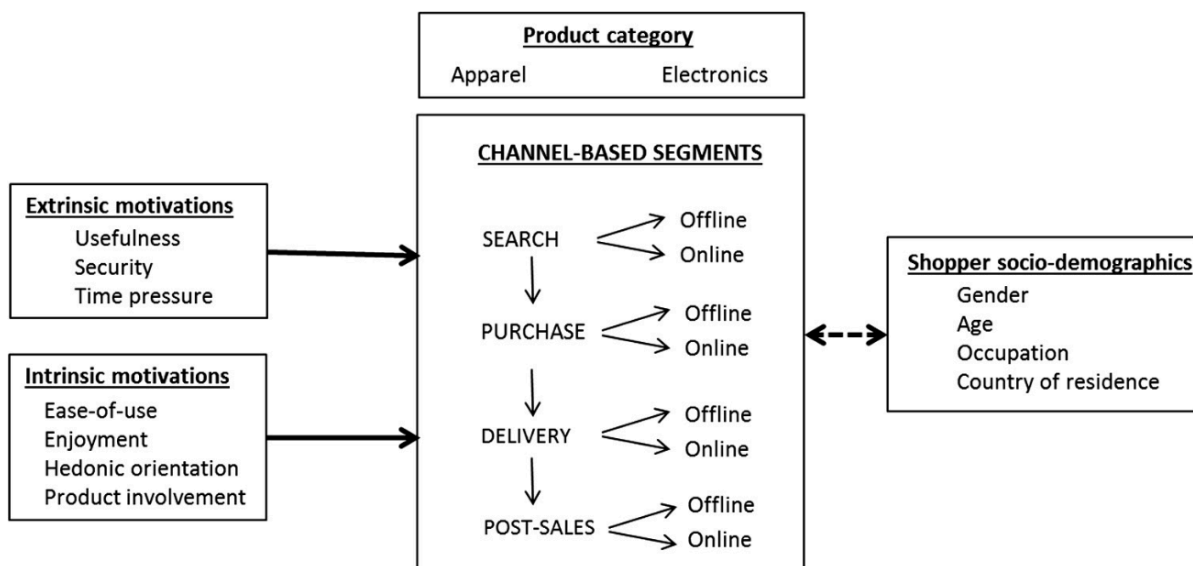 Product category
Apparel Electronics
CHANNEL-BASED SEGMENTS
Extrinsic motivations
Usefulness
Security
Time pressure
Intrinsic motivations
Ease-of-use
Enjoyment
Hedonic orientation
Product involvement
SEARCH
Offline
Online
PURCHASE
Offline
Online
DELIVERY
Offline
Online
POST-SALES
Offline
Online
Shopper socio-demographics
Gender
Age
Occupation
Country of residence